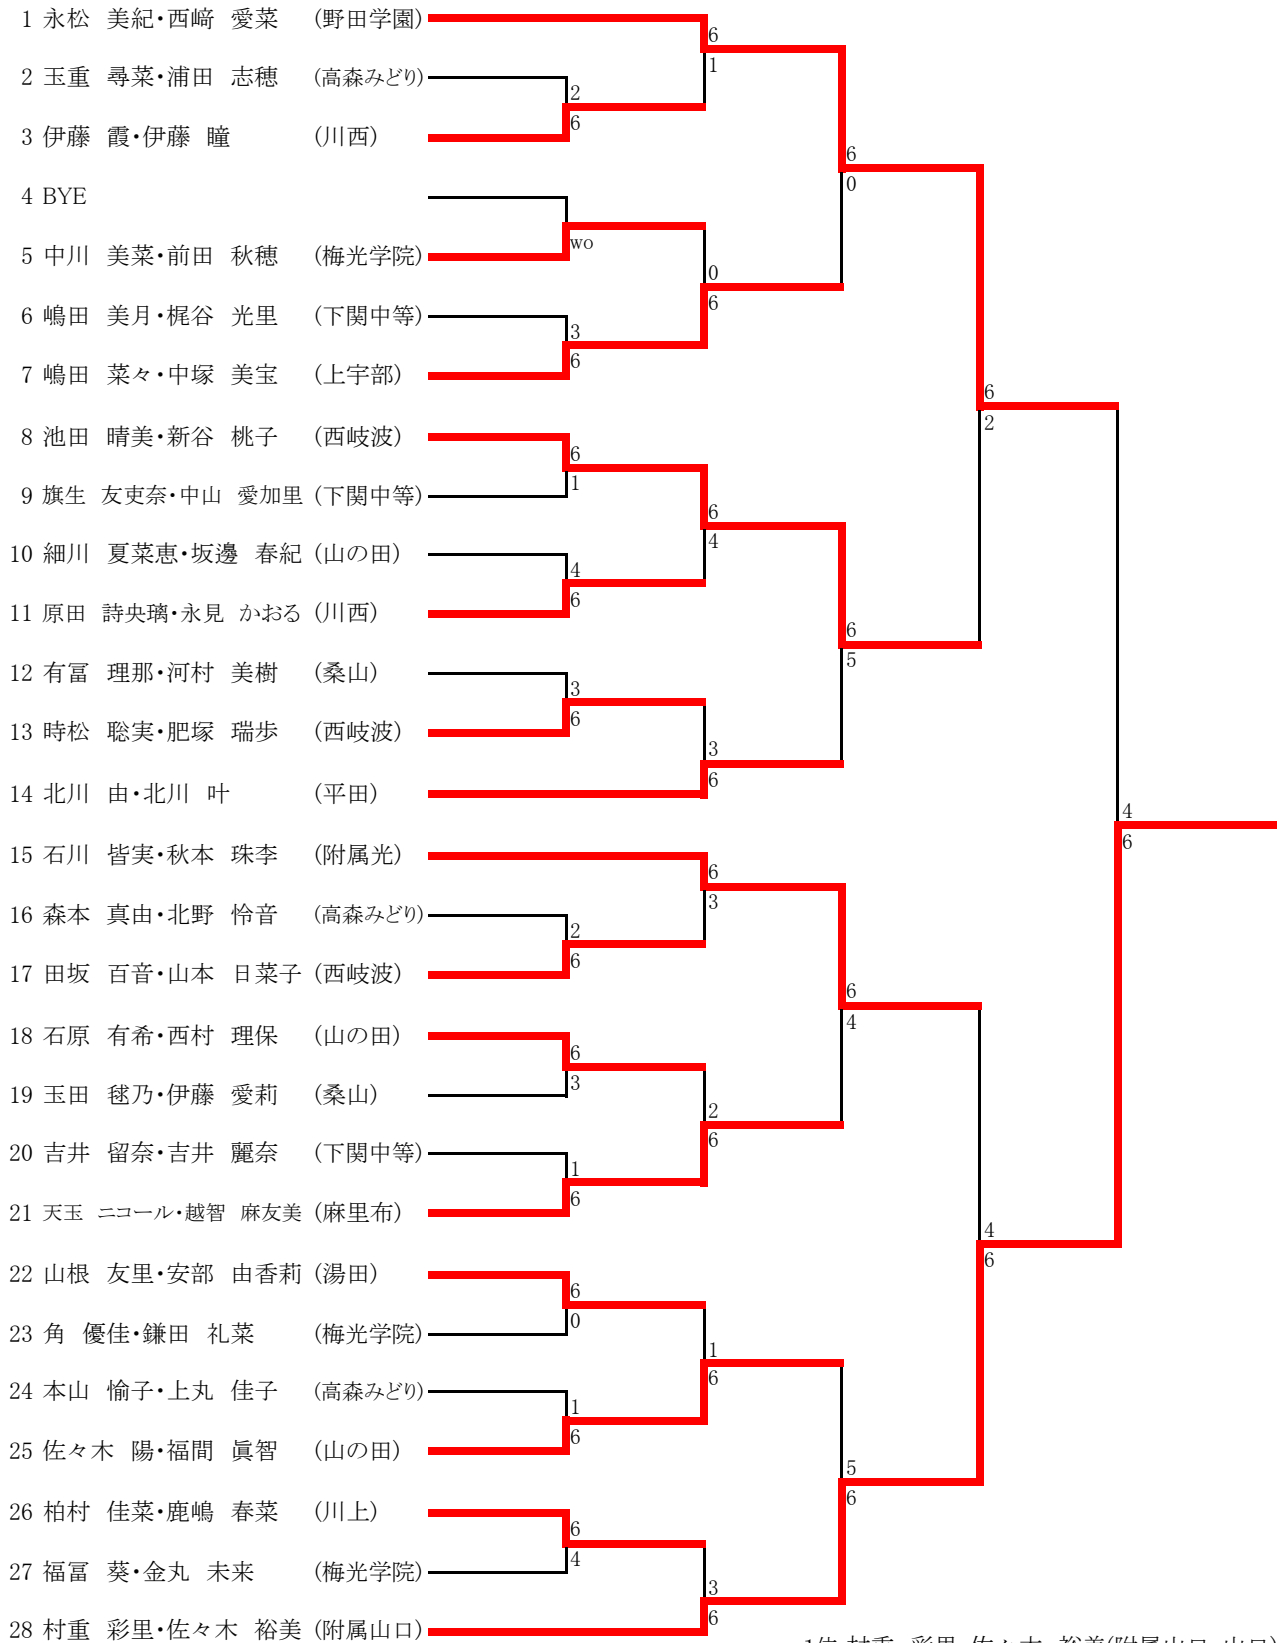 1 永松 美紀・西﨑 愛菜 (野田学園)
6
1
2 玉重 尋菜・浦田 志穂 (高森みどり)
2
6
3 伊藤 霞・伊藤 瞳 (川西)
6
0
4 BYE
wo
5 中川 美菜・前田 秋穂 (梅光学院)
0
6
6 嶋田 美月・梶谷 光里 (下関中等)
3
6
7 嶋田 菜々・中塚 美宝 (上宇部)
6
2
8 池田 晴美・新谷 桃子 (西岐波)
6
1
9 旗生 友吏奈・中山 愛加里 (下関中等)
6
4
10 細川 夏菜恵・坂邊 春紀 (山の田)
4
6
11 原田 詩央璃・永見 かおる (川西)
6
5
12 有冨 理那・河村 美樹 (桑山)
3
6
13 時松 聡実・肥塚 瑞歩 (西岐波)
3
6
14 北川 由・北川 叶 (平田)
4
6
15 石川 皆実・秋本 珠李 (附属光)
6
3
16 森本 真由・北野 怜音 (高森みどり)
2
6
17 田坂 百音・山本 日菜子 (西岐波)
6
4
18 石原 有希・西村 理保 (山の田)
6
3
19 玉田 毬乃・伊藤 愛莉 (桑山)
2
6
20 吉井 留奈・吉井 麗奈 (下関中等)
1
6
21 天玉 ニコール・越智 麻友美 (麻里布)
4
6
22 山根 友里・安部 由香莉 (湯田)
6
0
23 角 優佳・鎌田 礼菜 (梅光学院)
1
6
24 本山 愉子・上丸 佳子 (高森みどり)
1
6
25 佐々木 陽・福間 眞智 (山の田)
5
6
26 柏村 佳菜・鹿嶋 春菜 (川上)
6
4
27 福冨 葵・金丸 未来 (梅光学院)
3
6
28 村重 彩里・佐々木 裕美 (附属山口)
1位 村重 彩里・佐々木 裕美(附属山口・山口)